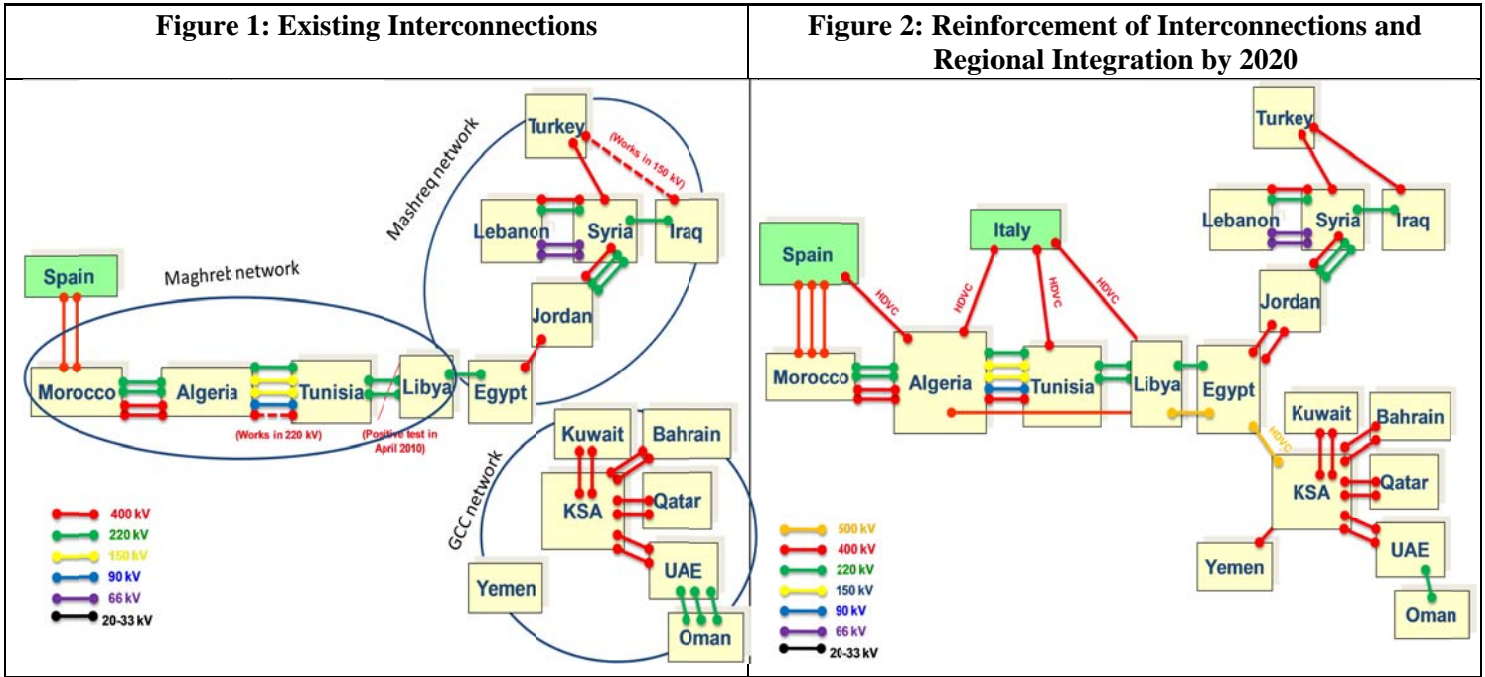 Figure 1: Existing Interconnections
Figure 2: Reinforcement of Interconnections and
Regional Integration by 2020
Mashreq network
Turkey
(Works in 150 kV)
Lebanon
Syria
Iraq
Spain
Maghreb network
Jordan
Morocco
Algeria
Tunisia
Libya
Egypt
(Works in 220 kV)
(Positive test in
April 2010)
Kuwait
Bahrain
GCC network
KSA
Qatar
UAE
Yemen
Oman
400 kV
220 kV
150 kV
90 kV
66 kV
20-33 kV
Turkey
Lebanon
Syria
Iraq
Italy
Spain
HDVC
HDVC
HDVC
HDVC
Jordan
Morocco
Algeria
Tunisia
Libya
Egypt
HDVC
Kuwait
Bahrain
KSA
Qatar
UAE
Yemen
Oman
500 kV
400 kV
220 kV
150 kV
90 kV
66 kV
20-33 kV